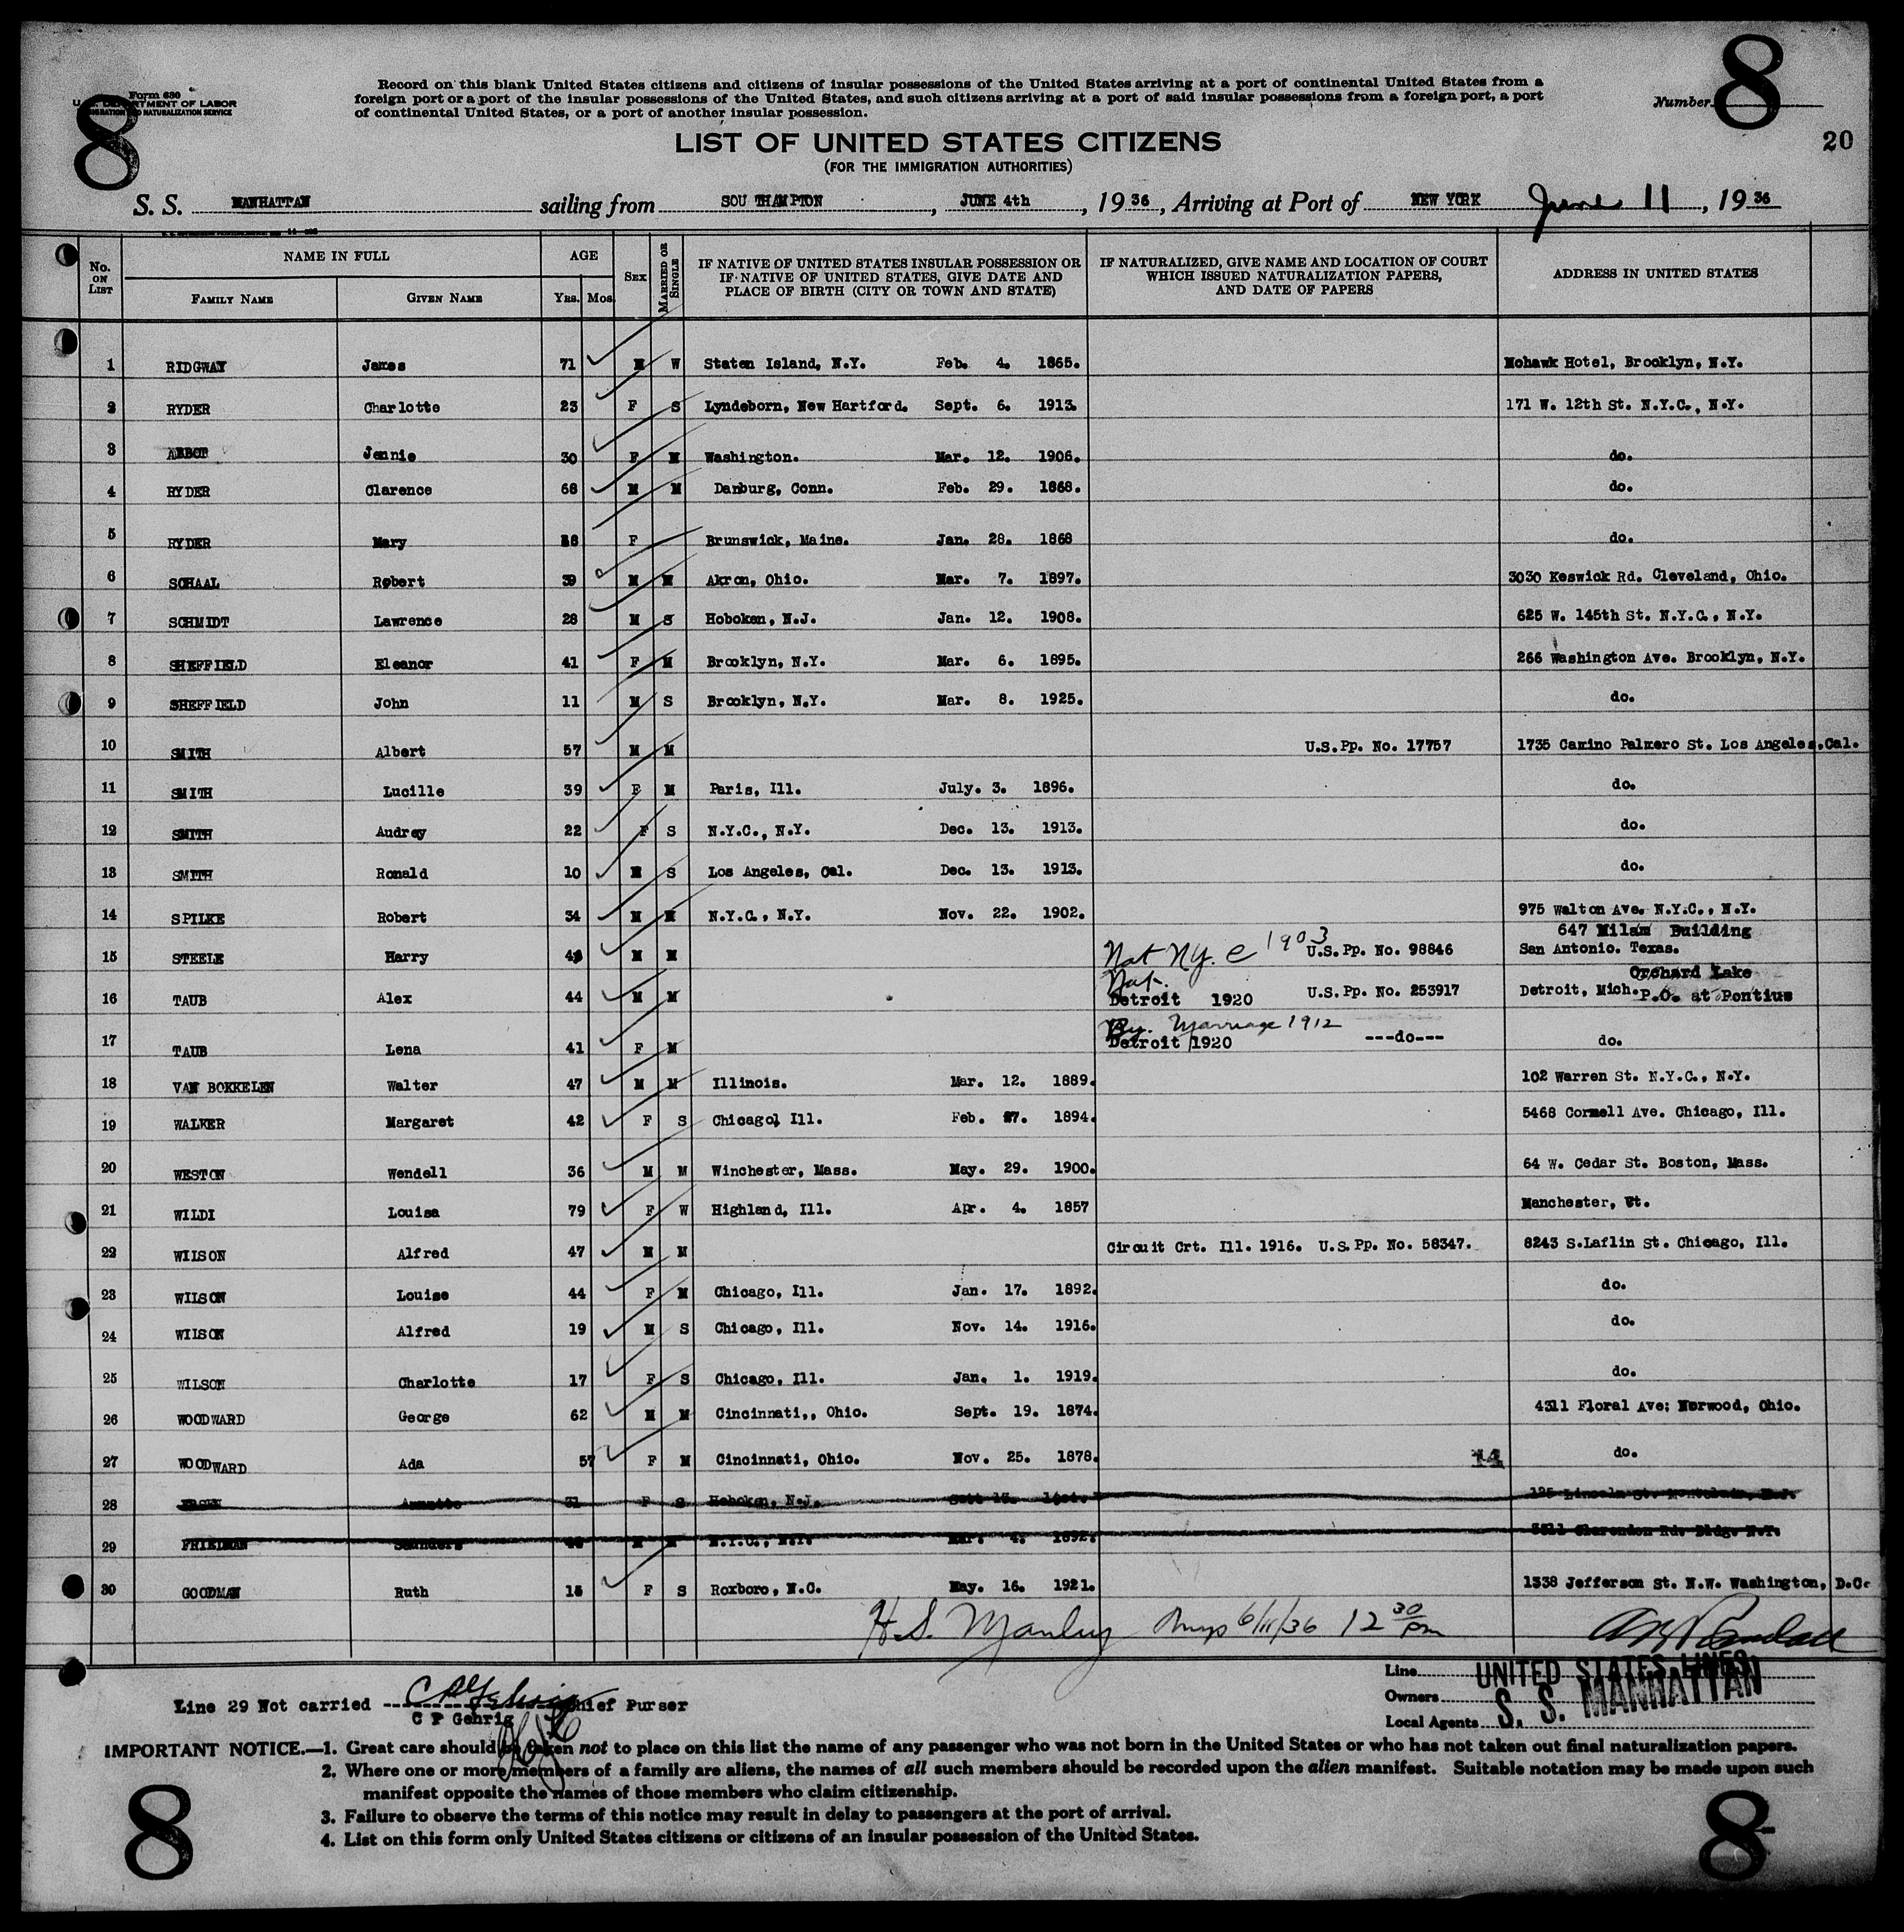 8
8
Form 630
U. S. DEPARTMENT OF LABOR
IMMIGRATION AND NATURALIZATION SERVICE
Record on this blank United States citizens and citizens of insular possessions of the United States arriving at a port of continental United States from a
foreign port or a port of the insular possessions of the United States, and such citizens arriving at a port of said insular possessions from a foreign port, a port
of continental United States, or a port of another insular possession.
Number
20
LIST OF UNITED STATES CITIZENS
(FOR THE IMMIGRATION AUTHORITIES)
S. S. MANHATTAN sailing from SOUTHAMPTON, JUNE 4th, 1936, Arriving at Port of NEW YORK June 11, 1936
No. ON LIST NAME IN FULL AGE SEX MARRIED OR SINGLE IF NATIVE OF UNITED STATES INSULAR POSSESSION OR IF NATIVE OF UNITED STATES, GIVE DATE AND PLACE OF BIRTH (CITY OR TOWN AND STATE) IF NATURALIZED, GIVE NAME AND LOCATION OF COURT WHICH ISSUED NATURALIZATION PAPERS, AND DATE OF PAPERS ADDRESS IN UNITED STATES
FAMILY NAME GIVEN NAME YRS. MOS.
1 RIDGWAY James 71 M W Staten Island, N.Y. Feb. 4. 1865. Mohawk Hotel, Brooklyn, N.Y.
2 RYDER Charlotte 23 F S Lyndeborn, New Hartford. Sept. 6. 1913. 171 W. 12th St. N.Y.C., N.Y.
3 ABBOT Jennie 30 F M Washington. Mar. 12. 1906. do.
4 RYDER Clarence 68 M M Danburg, Conn. Feb. 29. 1868. do.
5 RYDER Mary F Brunswick, Maine. Jan. 28. 1868 do.
6 SCHAAL Robert 39 M M Akron, Ohio. Mar. 7. 1897. 3030 Keswick Rd. Cleveland, Ohio.
7 SCHMIDT Lawrence 28 M S Hoboken, N.J. Jan. 12. 1908. 625 W. 145th St. N.Y.C., N.Y.
8 SHEFFIELD Eleanor 41 F M Brooklyn, N.Y. Mar. 6. 1895. 266 Washington Ave. Brooklyn, N.Y.
9 SHEFFIELD John 11 M S Brooklyn, N.Y. Mar. 8. 1925. do.
10 SMITH Albert 57 M M U.S.Pp. No. 17757 1735 Camino Palmero St. Los Angeles,Cal.
11 SMITH Lucille 39 F M Paris, Ill. July. 3. 1896. do.
12 SMITH Audrey 22 F S N.Y.C., N.Y. Dec. 13. 1913. do.
13 SMITH Ronald 10 M S Los Angeles, Cal. Dec. 13. 1913. do.
14 SPILKE Robert 34 M M N.Y.C., N.Y. Nov. 22. 1902. 975 Walton Ave. N.Y.C., N.Y.
647 Milam Building
15 STEELE Harry M M Nat NY. C 1903 U.S.Pp. No. 98846 San Antonio. Texas.
Nat. Orchard Lake
16 TAUB Alex 44 M M Detroit 1920 U.S.Pp. No. 253917 Detroit, Mich. P.O. at Pontius
By. Marriage 1912
17 TAUB Lena 41 F M Detroit 1920 ---do--- do.
18 VAN BOKKELEN Walter 47 M M Illinois. Mar. 12. 1889. 102 Warren St. N.Y.C., N.Y.
19 WALKER Margaret 42 F S Chicago, Ill. Feb. 27. 1894. 5468 Cornell Ave. Chicago, Ill.
20 WESTON Wendell 36 M M Winchester, Mass. May. 29. 1900. 64 W. Cedar St. Boston, Mass.
21 WILDI Louisa 79 F W Highland, Ill. Apr. 4. 1857 Manchester, Vt.
22 WILSON Alfred 47 M M Circuit Crt. Ill. 1916. U.S.Pp. No. 58347. 8243 S.Laflin St. Chicago, Ill.
23 WILSON Louise 44 F M Chicago, Ill. Jan. 17. 1892. do.
24 WILSON Alfred 19 M S Chicago, Ill. Nov. 14. 1916. do.
25 WILSON Charlotte 17 F S Chicago, Ill. Jan. 1. 1919. do.
26 WOODWARD George 62 M M Cincinnati,, Ohio. Sept. 19. 1874. 4311 Floral Ave; Norwood, Ohio.
27 WOODWARD Ada 57 F M Cincinnati, Ohio. Nov. 25. 1878. 14 do.
28 Annette 31 F S Hoboken, N.J. 125 Lincoln St. Montclair, N.J.
29 FRIEDMAN Saunders M M N.Y.C., N.Y. Mar. 4. 1892. Clarendon Rd. N.Y.
30 GOODMAN Ruth 15 F S Roxboro, N.C. May. 16. 1921. 1338 Jefferson St. N.W. Washington, D.C.
H.S. Manley Insp 6/11/36 12 30 pm
Line 29 Not carried Chief Purser
C P Gehrig
Line UNITED STATES LINES
Owners S. S. MANHATTAN
Local Agents
IMPORTANT NOTICE.—1. Great care should be taken not to place on this list the name of any passenger who was not born in the United States or who has not taken out final naturalization papers.
2. Where one or more members of a family are aliens, the names of all such members should be recorded upon the alien manifest. Suitable notation may be made upon such
manifest opposite the names of those members who claim citizenship.
3. Failure to observe the terms of this notice may result in delay to passengers at the port of arrival.
4. List on this form only United States citizens or citizens of an insular possession of the United States.
8
8